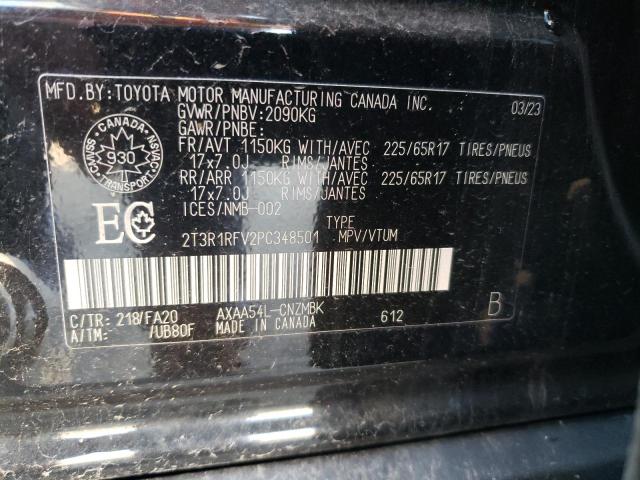 MFD.BY:TOYOTA MOTOR MANUFACTURING CANADA INC. 03/23
GVWR/PNBV:2090KG
GAWR/PNBE:
FR/AVT 1150KG WITH/AVEC 225/65R17 TIRES/PNEUS
17x7.0J RIMS/JANTES
RR/ARR 1150KG WITH/AVEC 225/65R17 TIRES/PNEUS
17x7.0J RIMS/JANTES
ICES/NMB-002
CANADA
CMVSS 930 NSVAC
TRANSPORT
EC
TYPE
2T3R1RFV2PC348501 MPV/VTUM
C/TR: 218/FA20 AXAA54L-CNZMBK 612 B
A/TM: /UB80F MADE IN CANADA